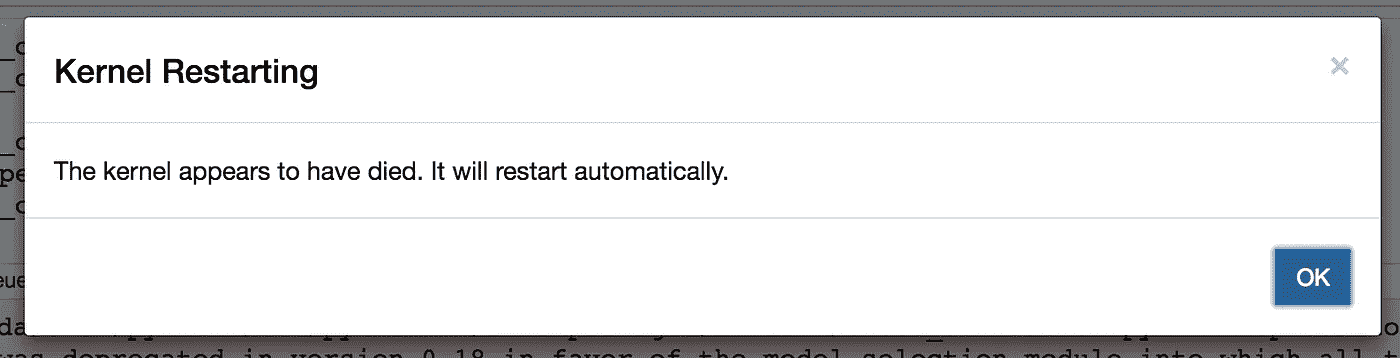 Kernel Restarting
×
The kernel appears to have died. It will restart automatically.
OK
was deprecated in version 0.18 in favor of the model_selection module into which all